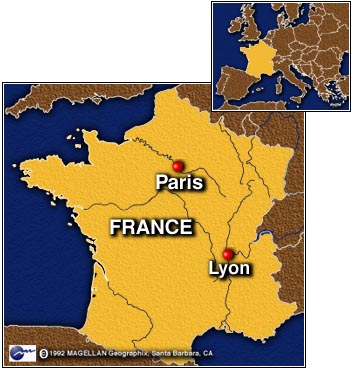 Paris
FRANCE
Lyon
© 1992 MAGELLAN Geographix, Santa Barbara, CA